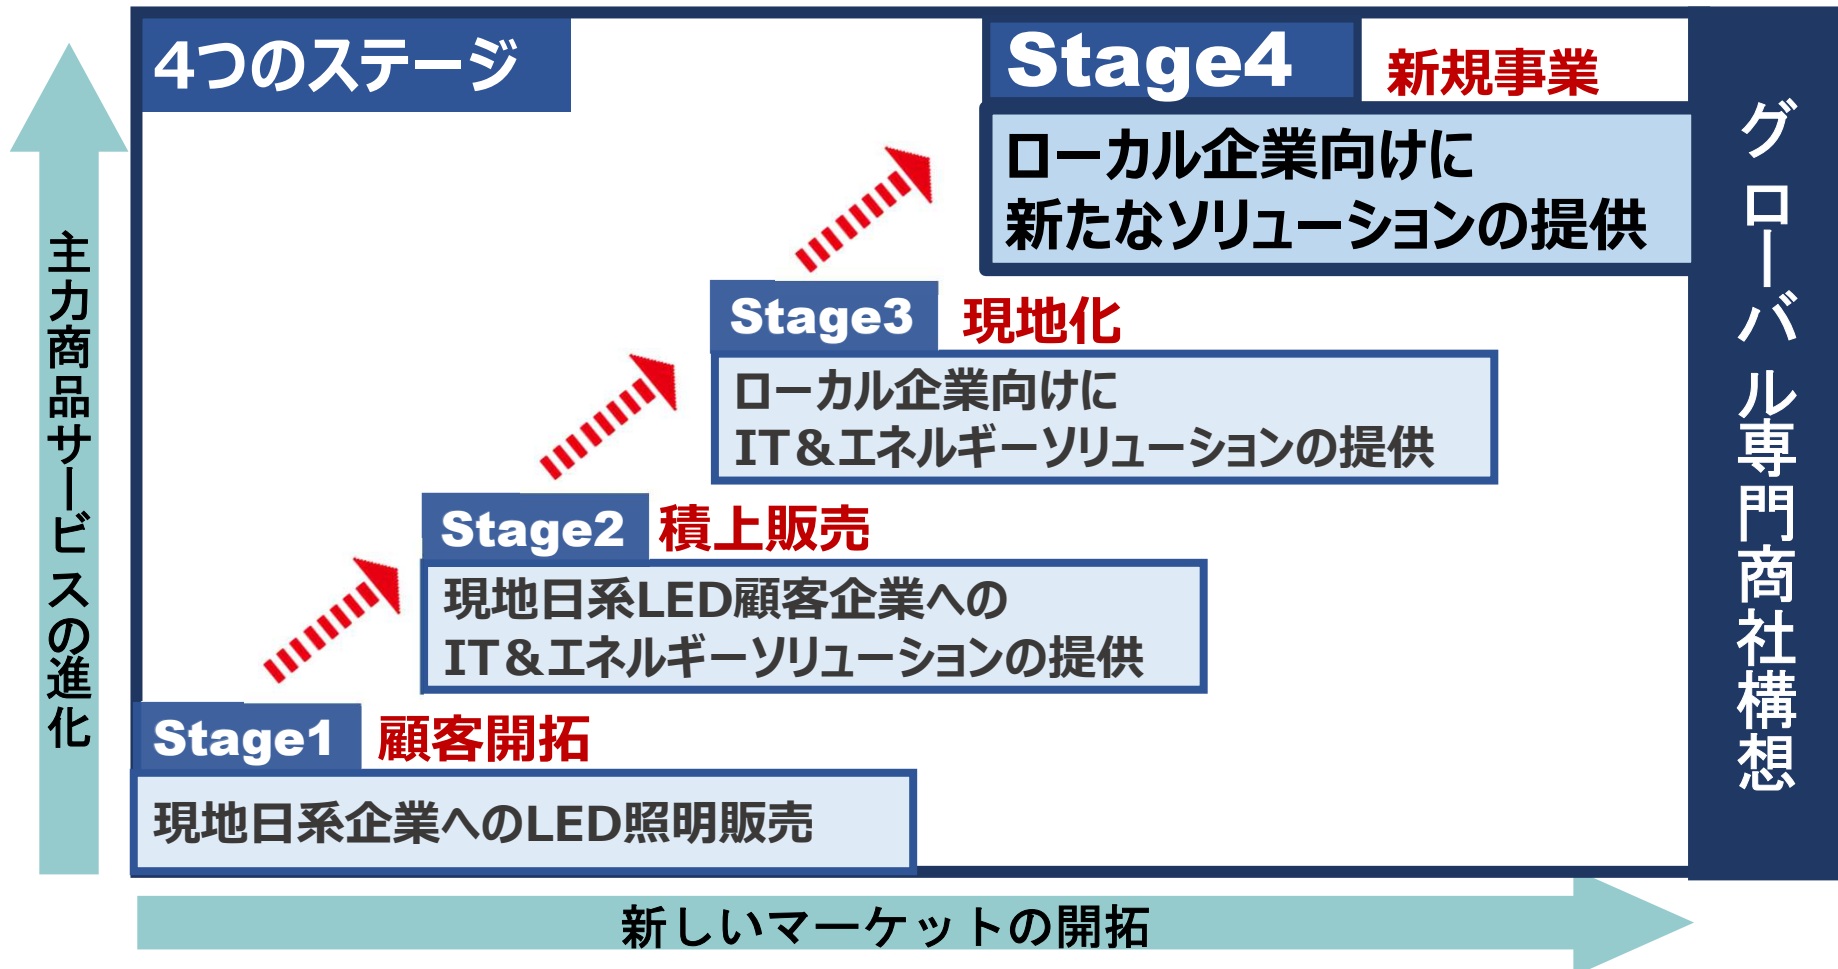 4つのステージ
Stage4
新規事業
ローカル企業向けに
新たなソリューションの提供
Stage3
現地化
ローカル企業向けに
IT&エネルギーソリューションの提供
Stage2
積上販売
現地日系LED顧客企業への
IT&エネルギーソリューションの提供
Stage1
顧客開拓
現地日系企業へのLED照明販売
主力商品サービスの進化
新しいマーケットの開拓
グローバル専門商社構想